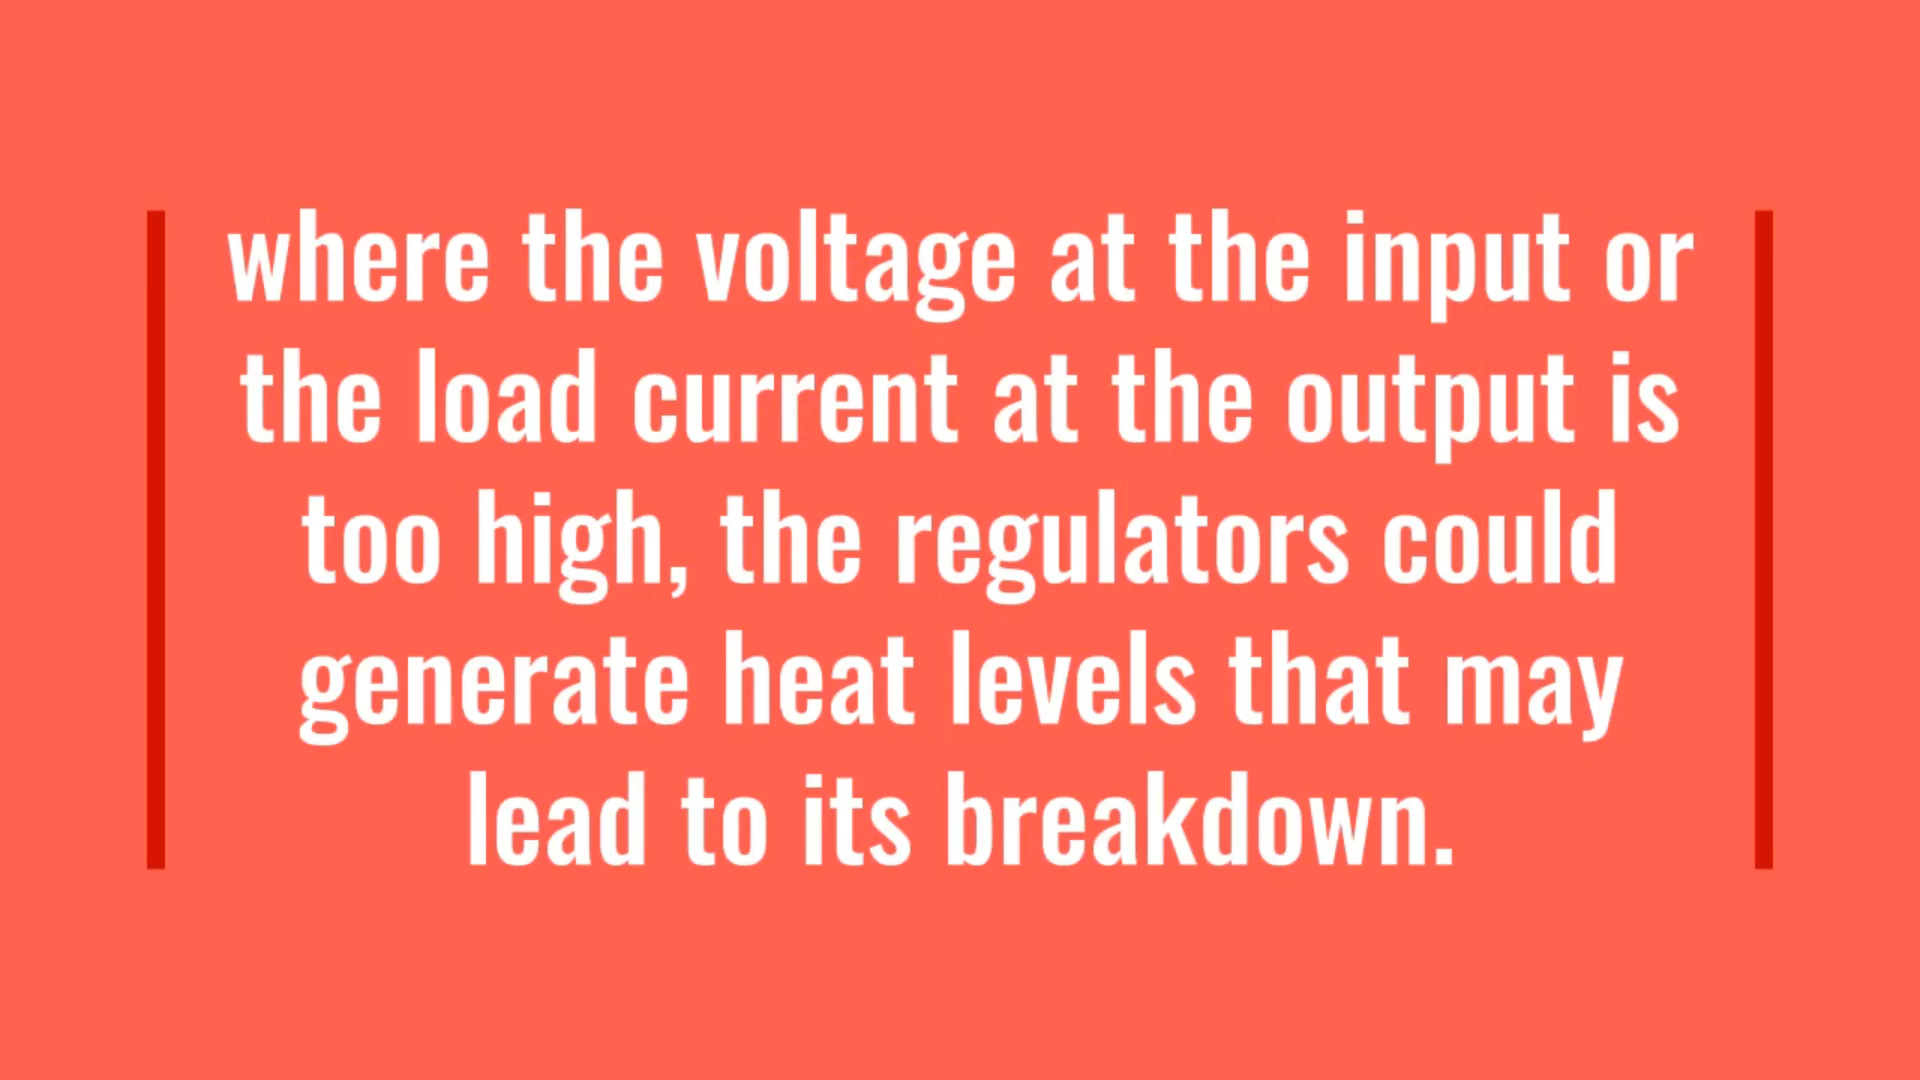 where the voltage at the input or
the load current at the output is
too high, the regulators could
generate heat levels that may
lead to its breakdown.